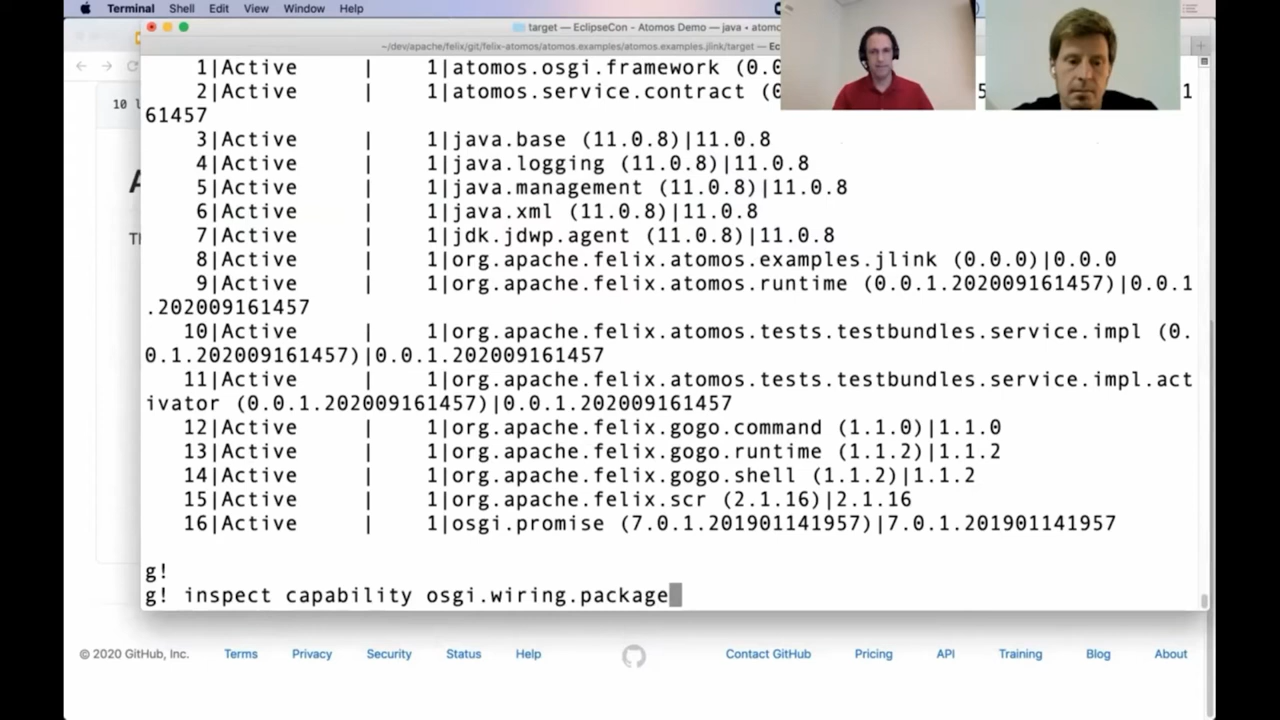 Terminal Shell Edit View Window Help
target — EclipseCon - Atomos Demo — java • atomo
~/dev/apache/felix/git/felix-atomos/atomos.examples/atomos.examples.jlink/target — Ec
1|Active | 1|atomos.osgi.framework (0.0
2|Active | 1|atomos.service.contract (0 1
61457
10 l
3|Active | 1|java.base (11.0.8)|11.0.8
4|Active | 1|java.logging (11.0.8)|11.0.8
5|Active | 1|java.management (11.0.8)|11.0.8
6|Active | 1|java.xml (11.0.8)|11.0.8
7|Active | 1|jdk.jdwp.agent (11.0.8)|11.0.8
8|Active | 1|org.apache.felix.atomos.examples.jlink (0.0.0)|0.0.0
9|Active | 1|org.apache.felix.atomos.runtime (0.0.1.202009161457)|0.0.1
.202009161457
10|Active | 1|org.apache.felix.atomos.tests.testbundles.service.impl (0.
0.1.202009161457)|0.0.1.202009161457
11|Active | 1|org.apache.felix.atomos.tests.testbundles.service.impl.act
ivator (0.0.1.202009161457)|0.0.1.202009161457
12|Active | 1|org.apache.felix.gogo.command (1.1.0)|1.1.0
13|Active | 1|org.apache.felix.gogo.runtime (1.1.2)|1.1.2
14|Active | 1|org.apache.felix.gogo.shell (1.1.2)|1.1.2
15|Active | 1|org.apache.felix.scr (2.1.16)|2.1.16
16|Active | 1|osgi.promise (7.0.1.201901141957)|7.0.1.201901141957
g!
g! inspect capability osgi.wiring.package
© 2020 GitHub, Inc. Terms Privacy Security Status Help Contact GitHub Pricing API Training Blog About